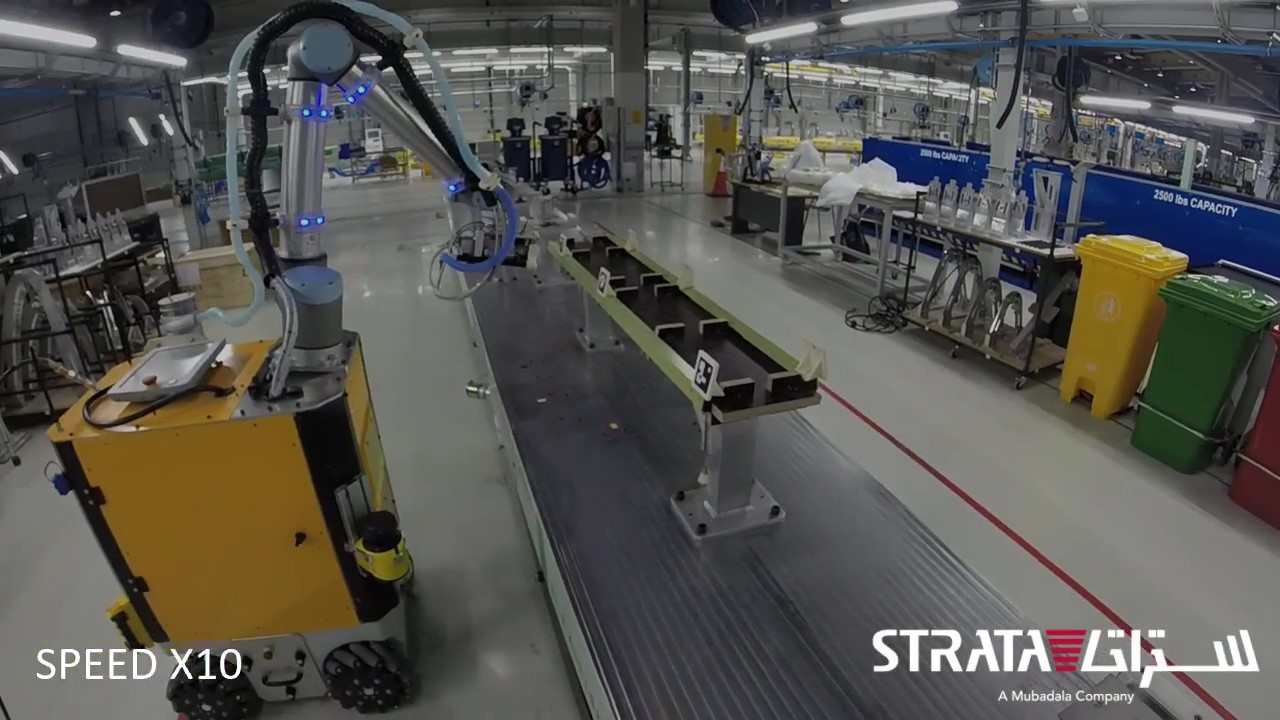 2500 lbs CAPACITY
2500 lbs CAPACITY
SPEED X10
STRATA ستراتا
A Mubadala Company